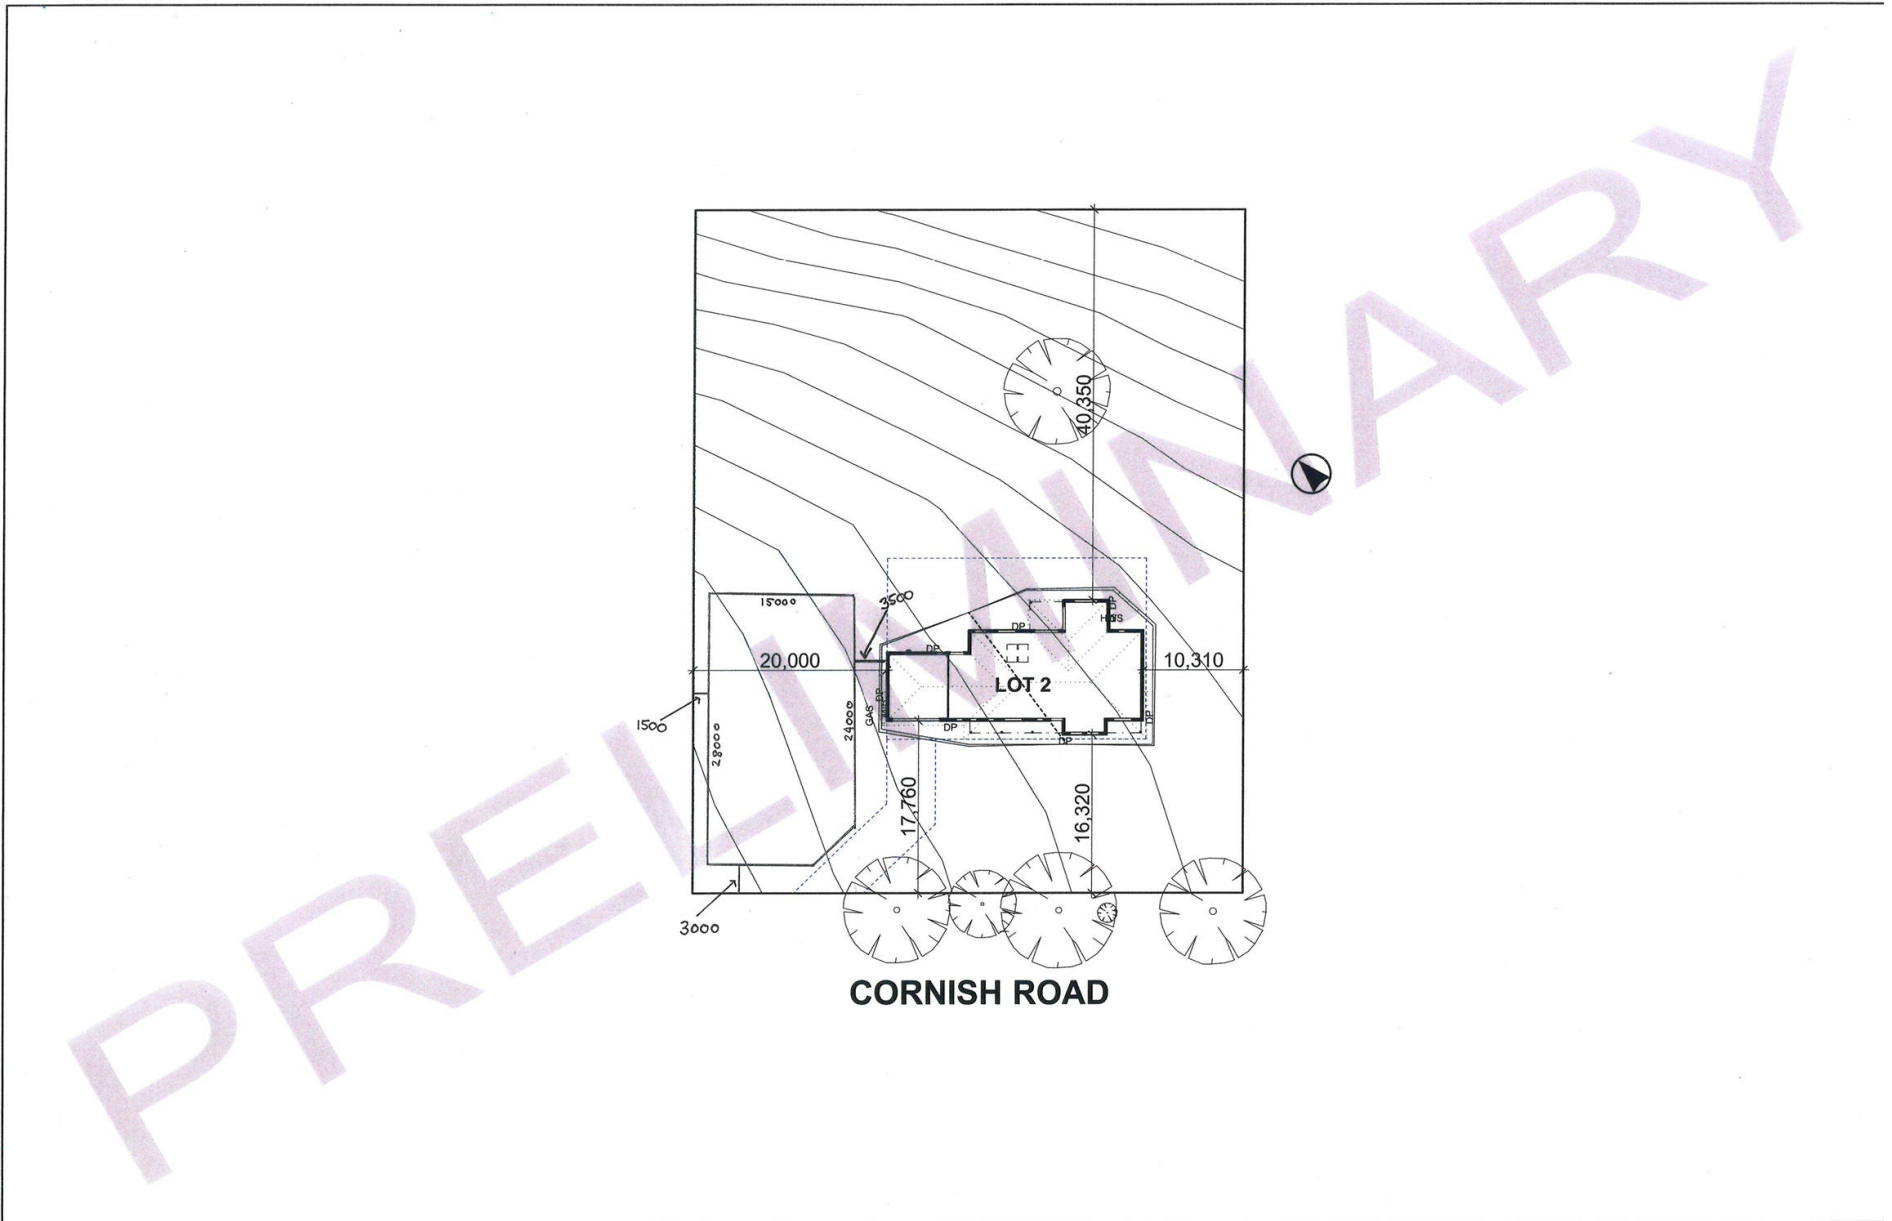 PRELIMINARY
40,350
15000
3500
DP
HWS
DP
DP
20,000
10,310
LOT 2
DP
GAS
24000
1500
28000
DP
DP
DP
17,760
16,320
3000
CORNISH ROAD